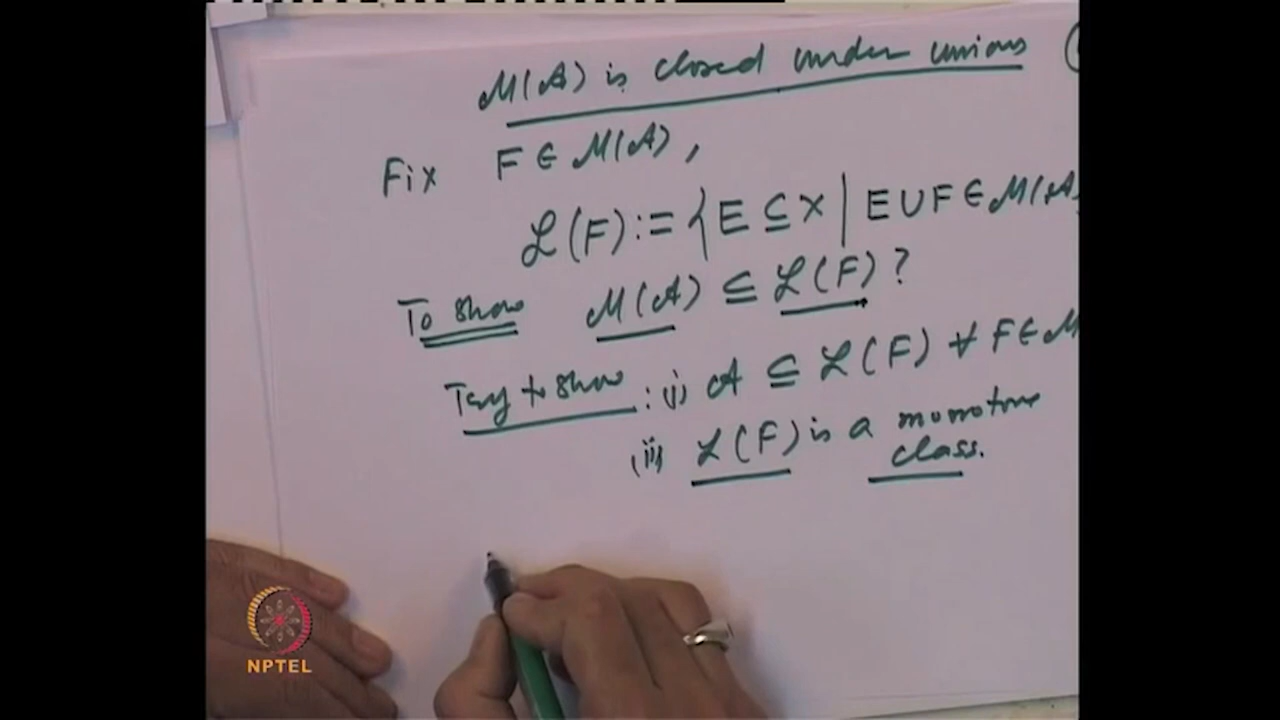 M(A) is closed under unions (
Fix F ∈ M(A),
L(F) := {E ⊆ X | E ∪ F ∈ M(A)
To show M(A) ⊆ L(F)?
Try to show : (i) A ⊆ L(F) ∀ F ∈ M
(ii) L(F) is a monotone
class.
NPTEL